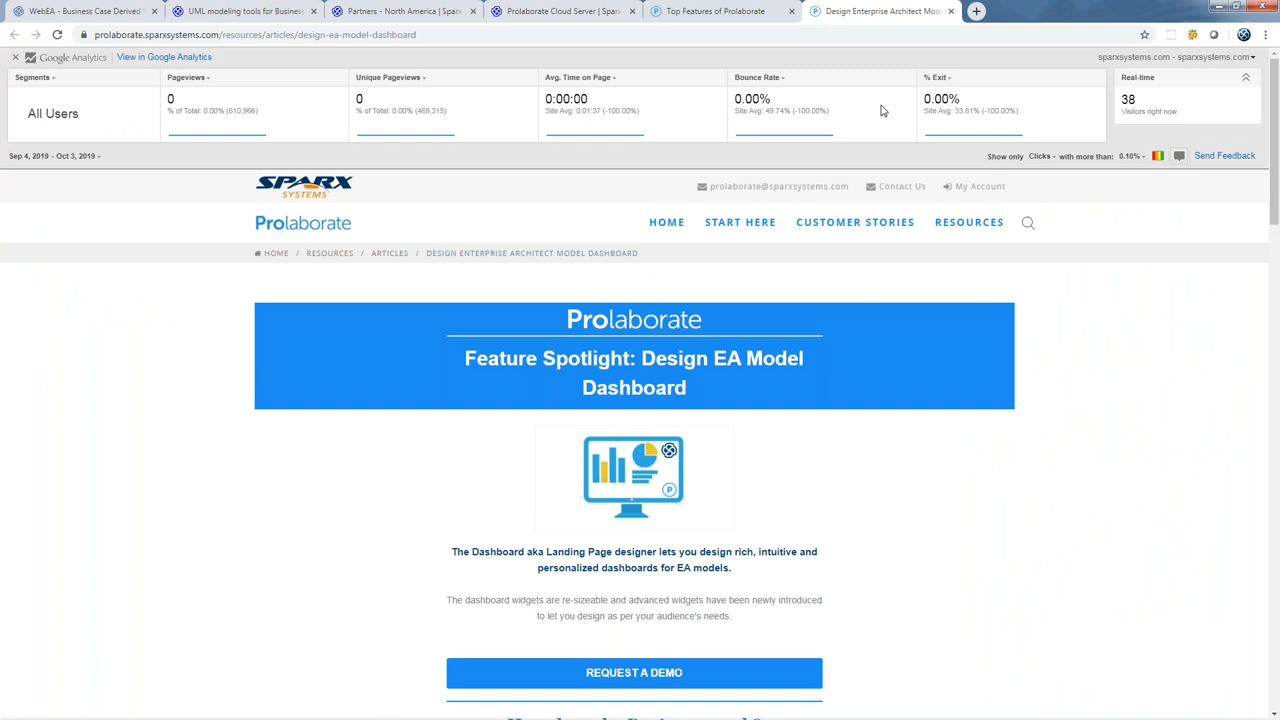 WebEA - Business Case Derived
UML modeling tools for Busines
Partners - North America | Spar
Prolaborate Cloud Server | Spar
Top Features of Prolaborate
Design Enterprise Architect Mod
prolaborate.sparxsystems.com/resources/articles/design-ea-model-dashboard
Google Analytics View in Google Analytics
sparxsystems.com - sparxsystems.com
Segments
Pageviews
Unique Pageviews
Avg. Time on Page
Bounce Rate
% Exit
Real-time
All Users
0
% of Total: 0.00% (610,966)
0
% of Total: 0.00% (469,315)
0:00:00
Site Avg: 0:01:37 (-100.00%)
0.00%
Site Avg: 49.74% (-100.00%)
0.00%
Site Avg: 33.81% (-100.00%)
38
Visitors right now
Sep 4, 2019 - Oct 3, 2019
Show only Clicks with more than: 0.10%
Send Feedback
SPARX
SYSTEMS
prolaborate@sparxsystems.com
Contact Us
My Account
Prolaborate
HOME
START HERE
CUSTOMER STORIES
RESOURCES
HOME / RESOURCES / ARTICLES / DESIGN ENTERPRISE ARCHITECT MODEL DASHBOARD
Prolaborate
Feature Spotlight: Design EA Model
Dashboard
P
The Dashboard aka Landing Page designer lets you design rich, intuitive and
personalized dashboards for EA models.
The dashboard widgets are re-sizeable and advanced widgets have been newly introduced
to let you design as per your audience's needs.
REQUEST A DEMO